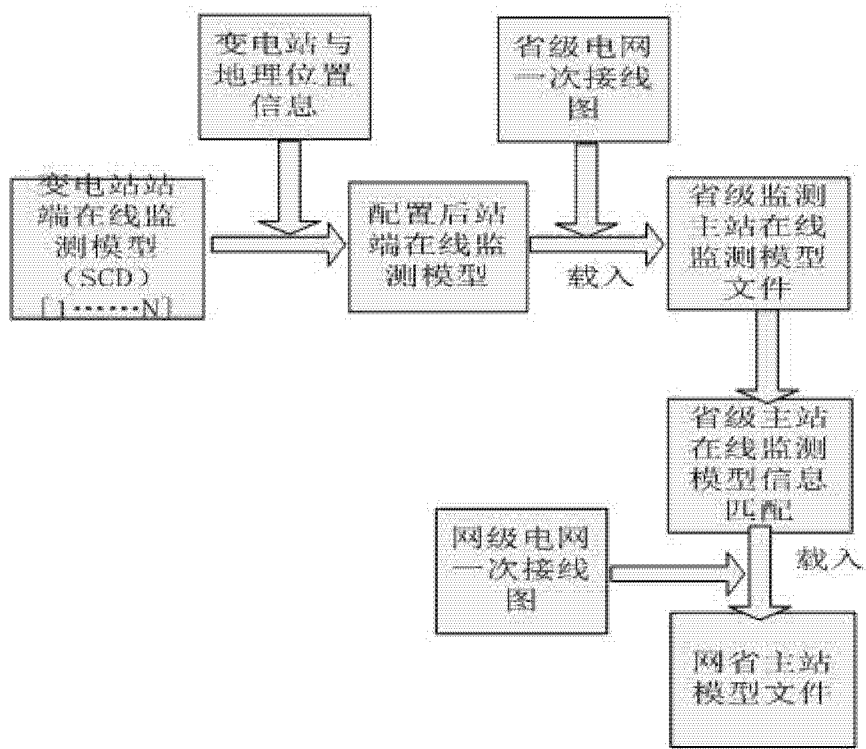 变电站与
地理位置
信息
省级电网
一次接线
图
变电站站
端在线监
测模型
（SCD）
[1……N]
配置后站
端在线监
测模型
载入
省级监测
主站在线
监测模型
文件
省级主站
在线监测
模型信息
匹配
网级电网
一次接线
图
载入
网省主站
模型文件